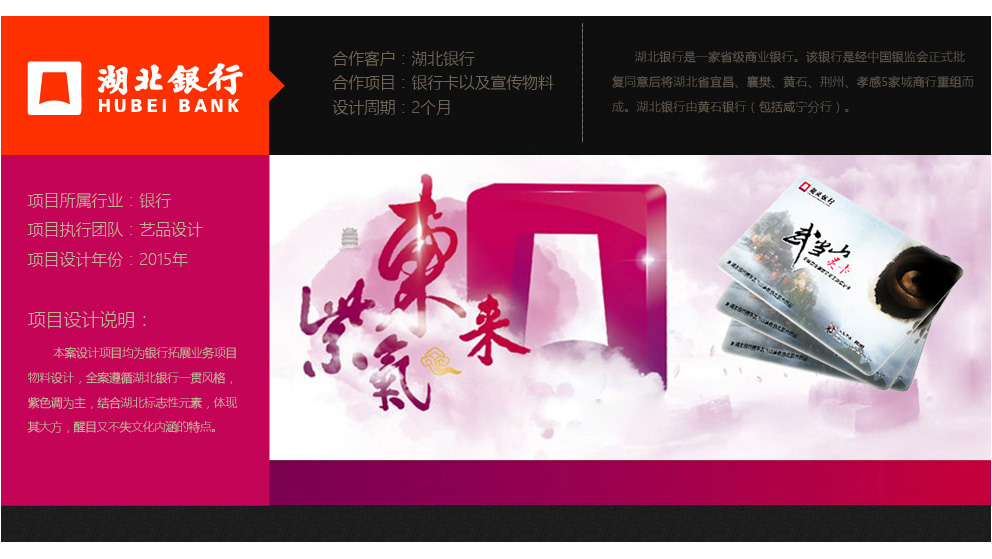 湖北銀行
HUBEI BANK
合作客户：湖北银行
合作项目：银行卡以及宣传物料
设计周期：2个月
湖北银行是一家省级商业银行。该银行是经中国银监会正式批
复同意后将湖北省宜昌、襄樊、黄石、荆州、孝感5家城商行重组而
成。湖北银行由黄石银行（包括咸宁分行）。
项目所属行业：银行
项目执行团队：艺品设计
项目设计年份：2015年
项目设计说明：
本案设计项目均为银行拓展业务项目
物料设计，全案遵循湖北银行一贯风格，
紫色调为主，结合湖北标志性元素，体现
其大方，醒目又不失文化内涵的特点。
紫氣
東来
湖北銀行
武当山
灵卡